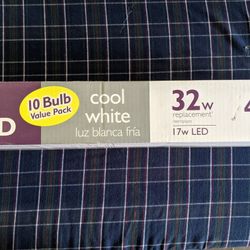 D
10 Bulb
Value Pack
cool
white
luz blanca fría
32w
replacement
17w LED